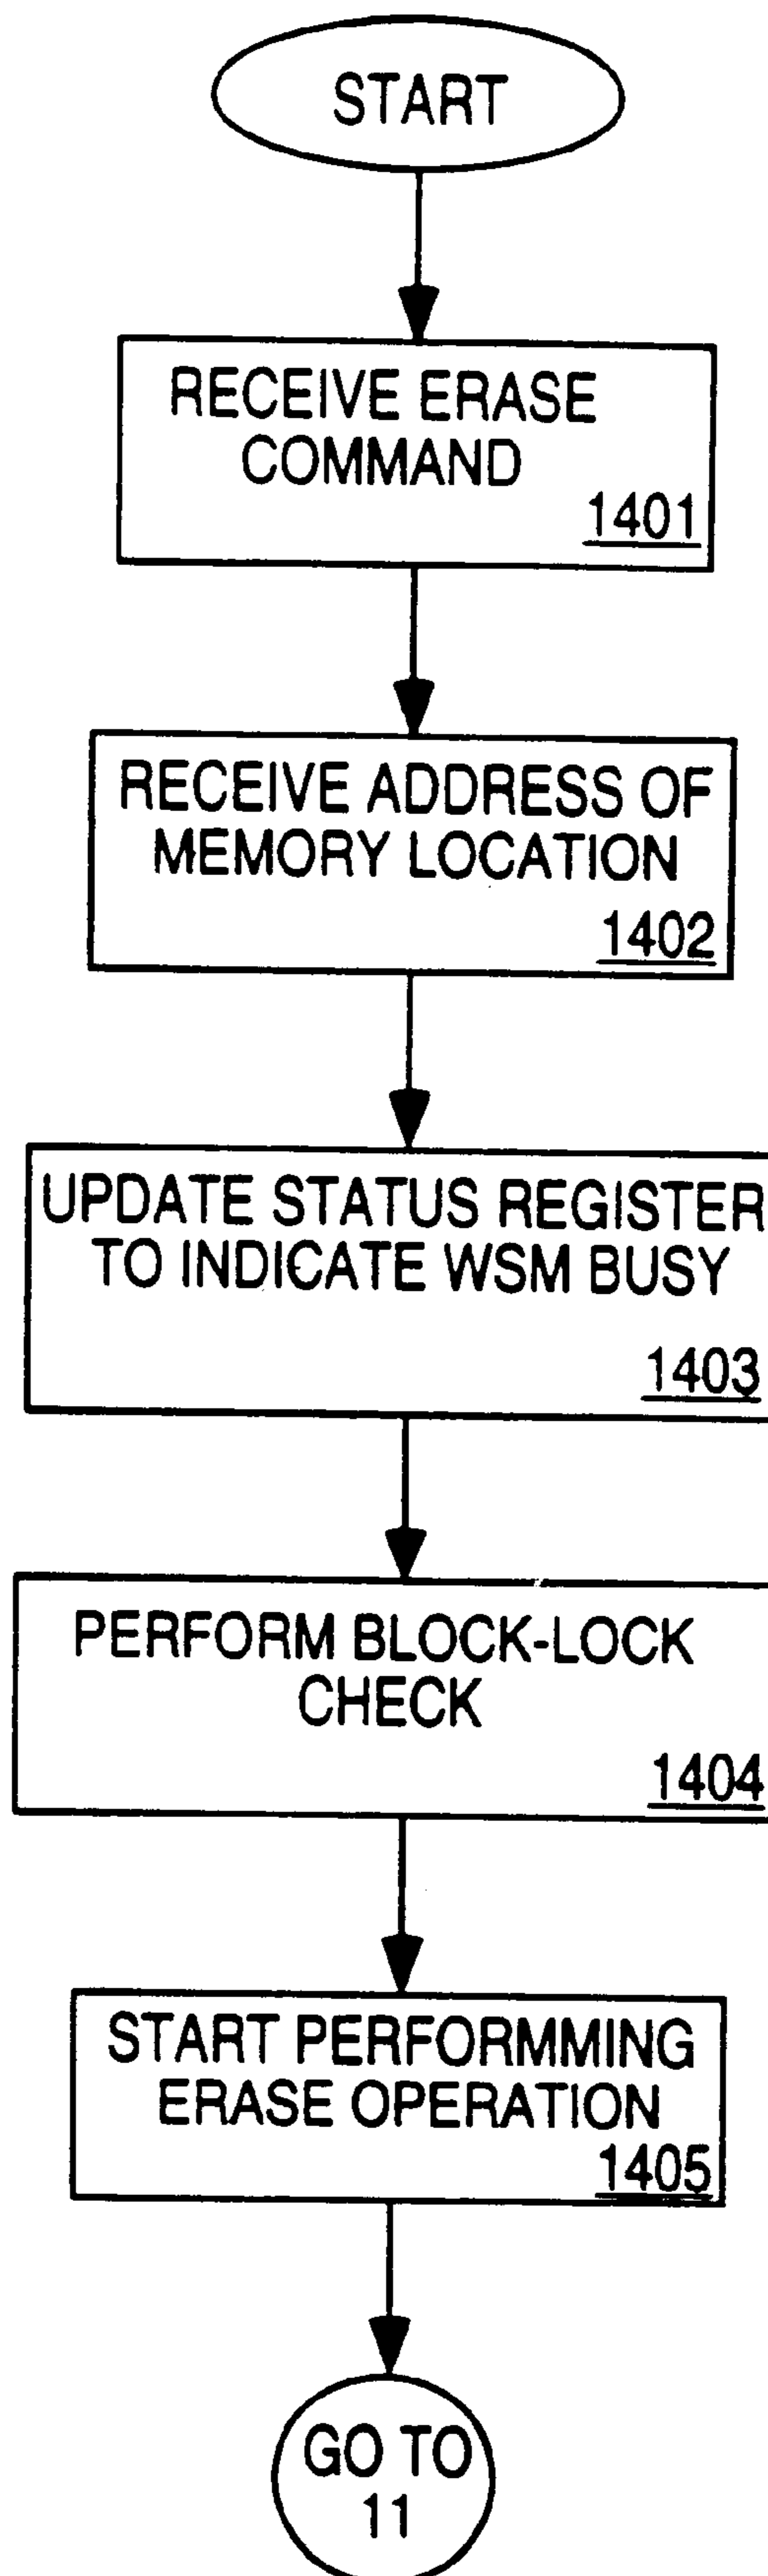 START
RECEIVE ERASE
COMMAND
1401
RECEIVE ADDRESS OF
MEMORY LOCATION
1402
UPDATE STATUS REGISTER
TO INDICATE WSM BUSY
1403
PERFORM BLOCK-LOCK
CHECK
1404
START PERFORMMING
ERASE OPERATION
1405
GO TO
11